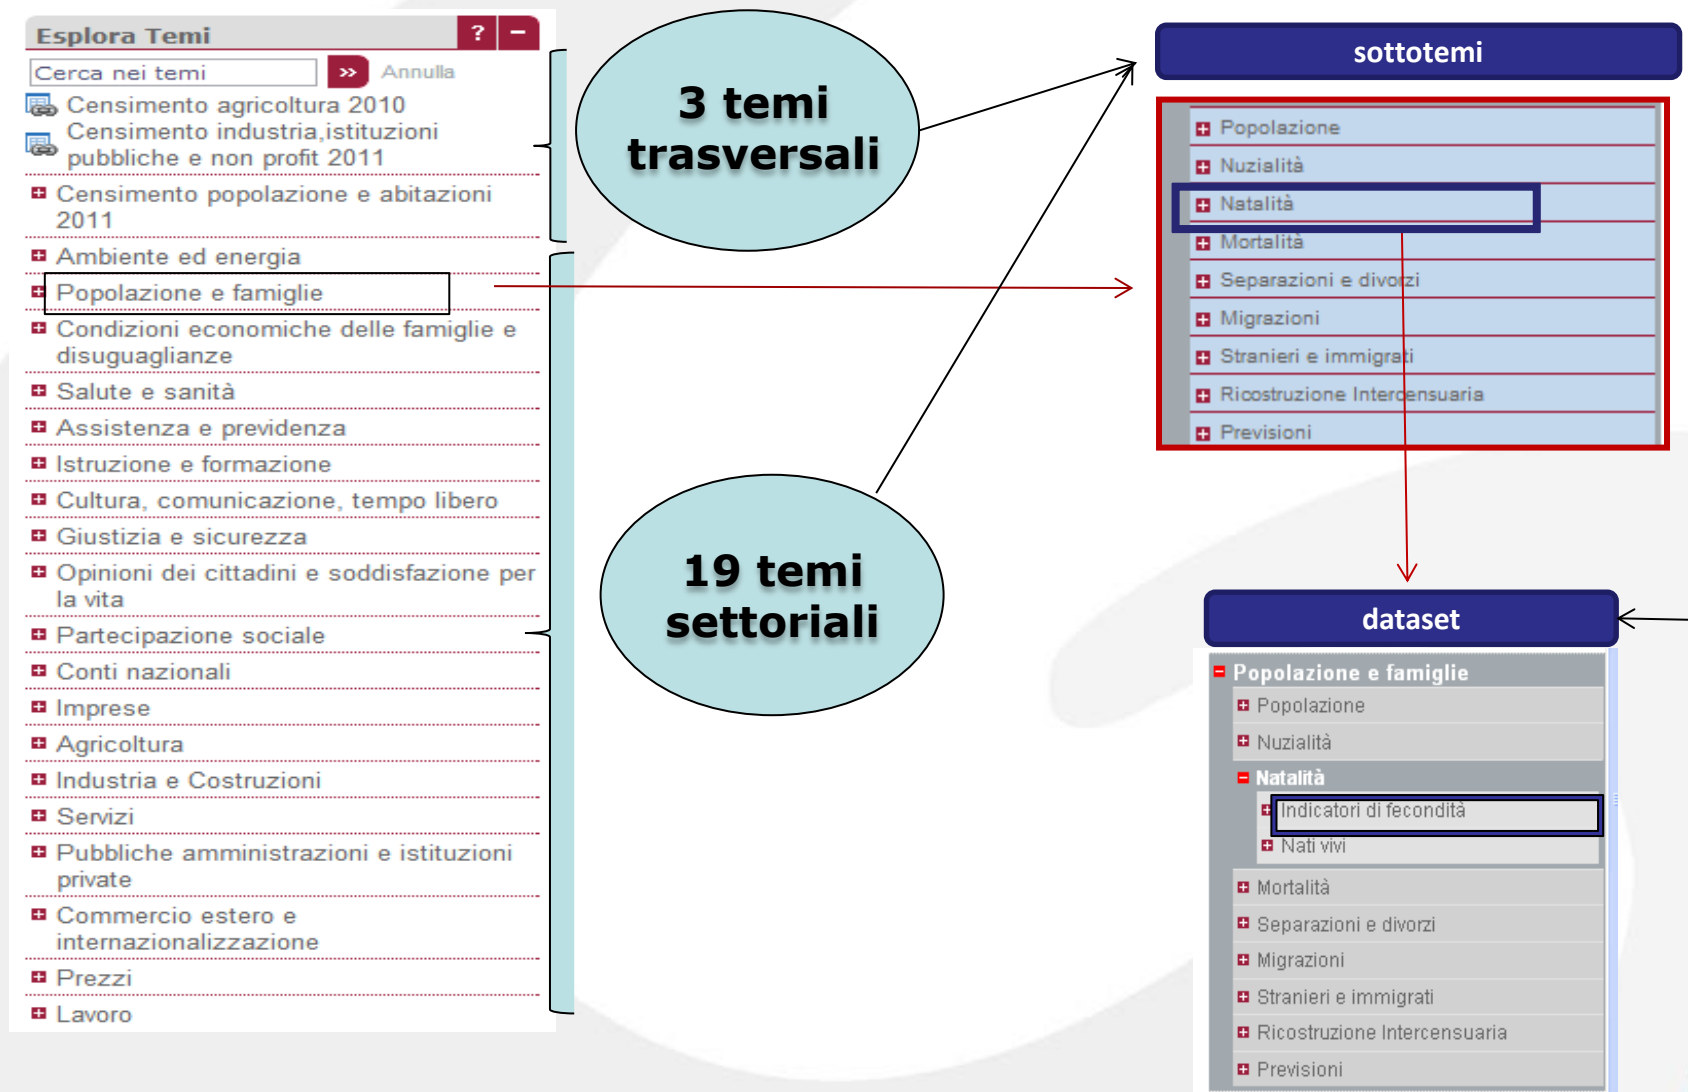 Esplora Temi ? –
Cerca nei temi » Annulla
Censimento agricoltura 2010
Censimento industria,istituzioni
pubbliche e non profit 2011
Censimento popolazione e abitazioni
2011
Ambiente ed energia
Popolazione e famiglie
Condizioni economiche delle famiglie e
disuguaglianze
Salute e sanità
Assistenza e previdenza
Istruzione e formazione
Cultura, comunicazione, tempo libero
Giustizia e sicurezza
Opinioni dei cittadini e soddisfazione per
la vita
Partecipazione sociale
Conti nazionali
Imprese
Agricoltura
Industria e Costruzioni
Servizi
Pubbliche amministrazioni e istituzioni
private
Commercio estero e
internazionalizzazione
Prezzi
Lavoro
3 temi
trasversali
19 temi
settoriali
sottotemi
Popolazione
Nuzialità
Natalità
Mortalità
Separazioni e divorzi
Migrazioni
Stranieri e immigrati
Ricostruzione Intercensuaria
Previsioni
dataset
Popolazione e famiglie
Popolazione
Nuzialità
Natalità
Indicatori di fecondità
Nati vivi
Mortalità
Separazioni e divorzi
Migrazioni
Stranieri e immigrati
Ricostruzione Intercensuaria
Previsioni